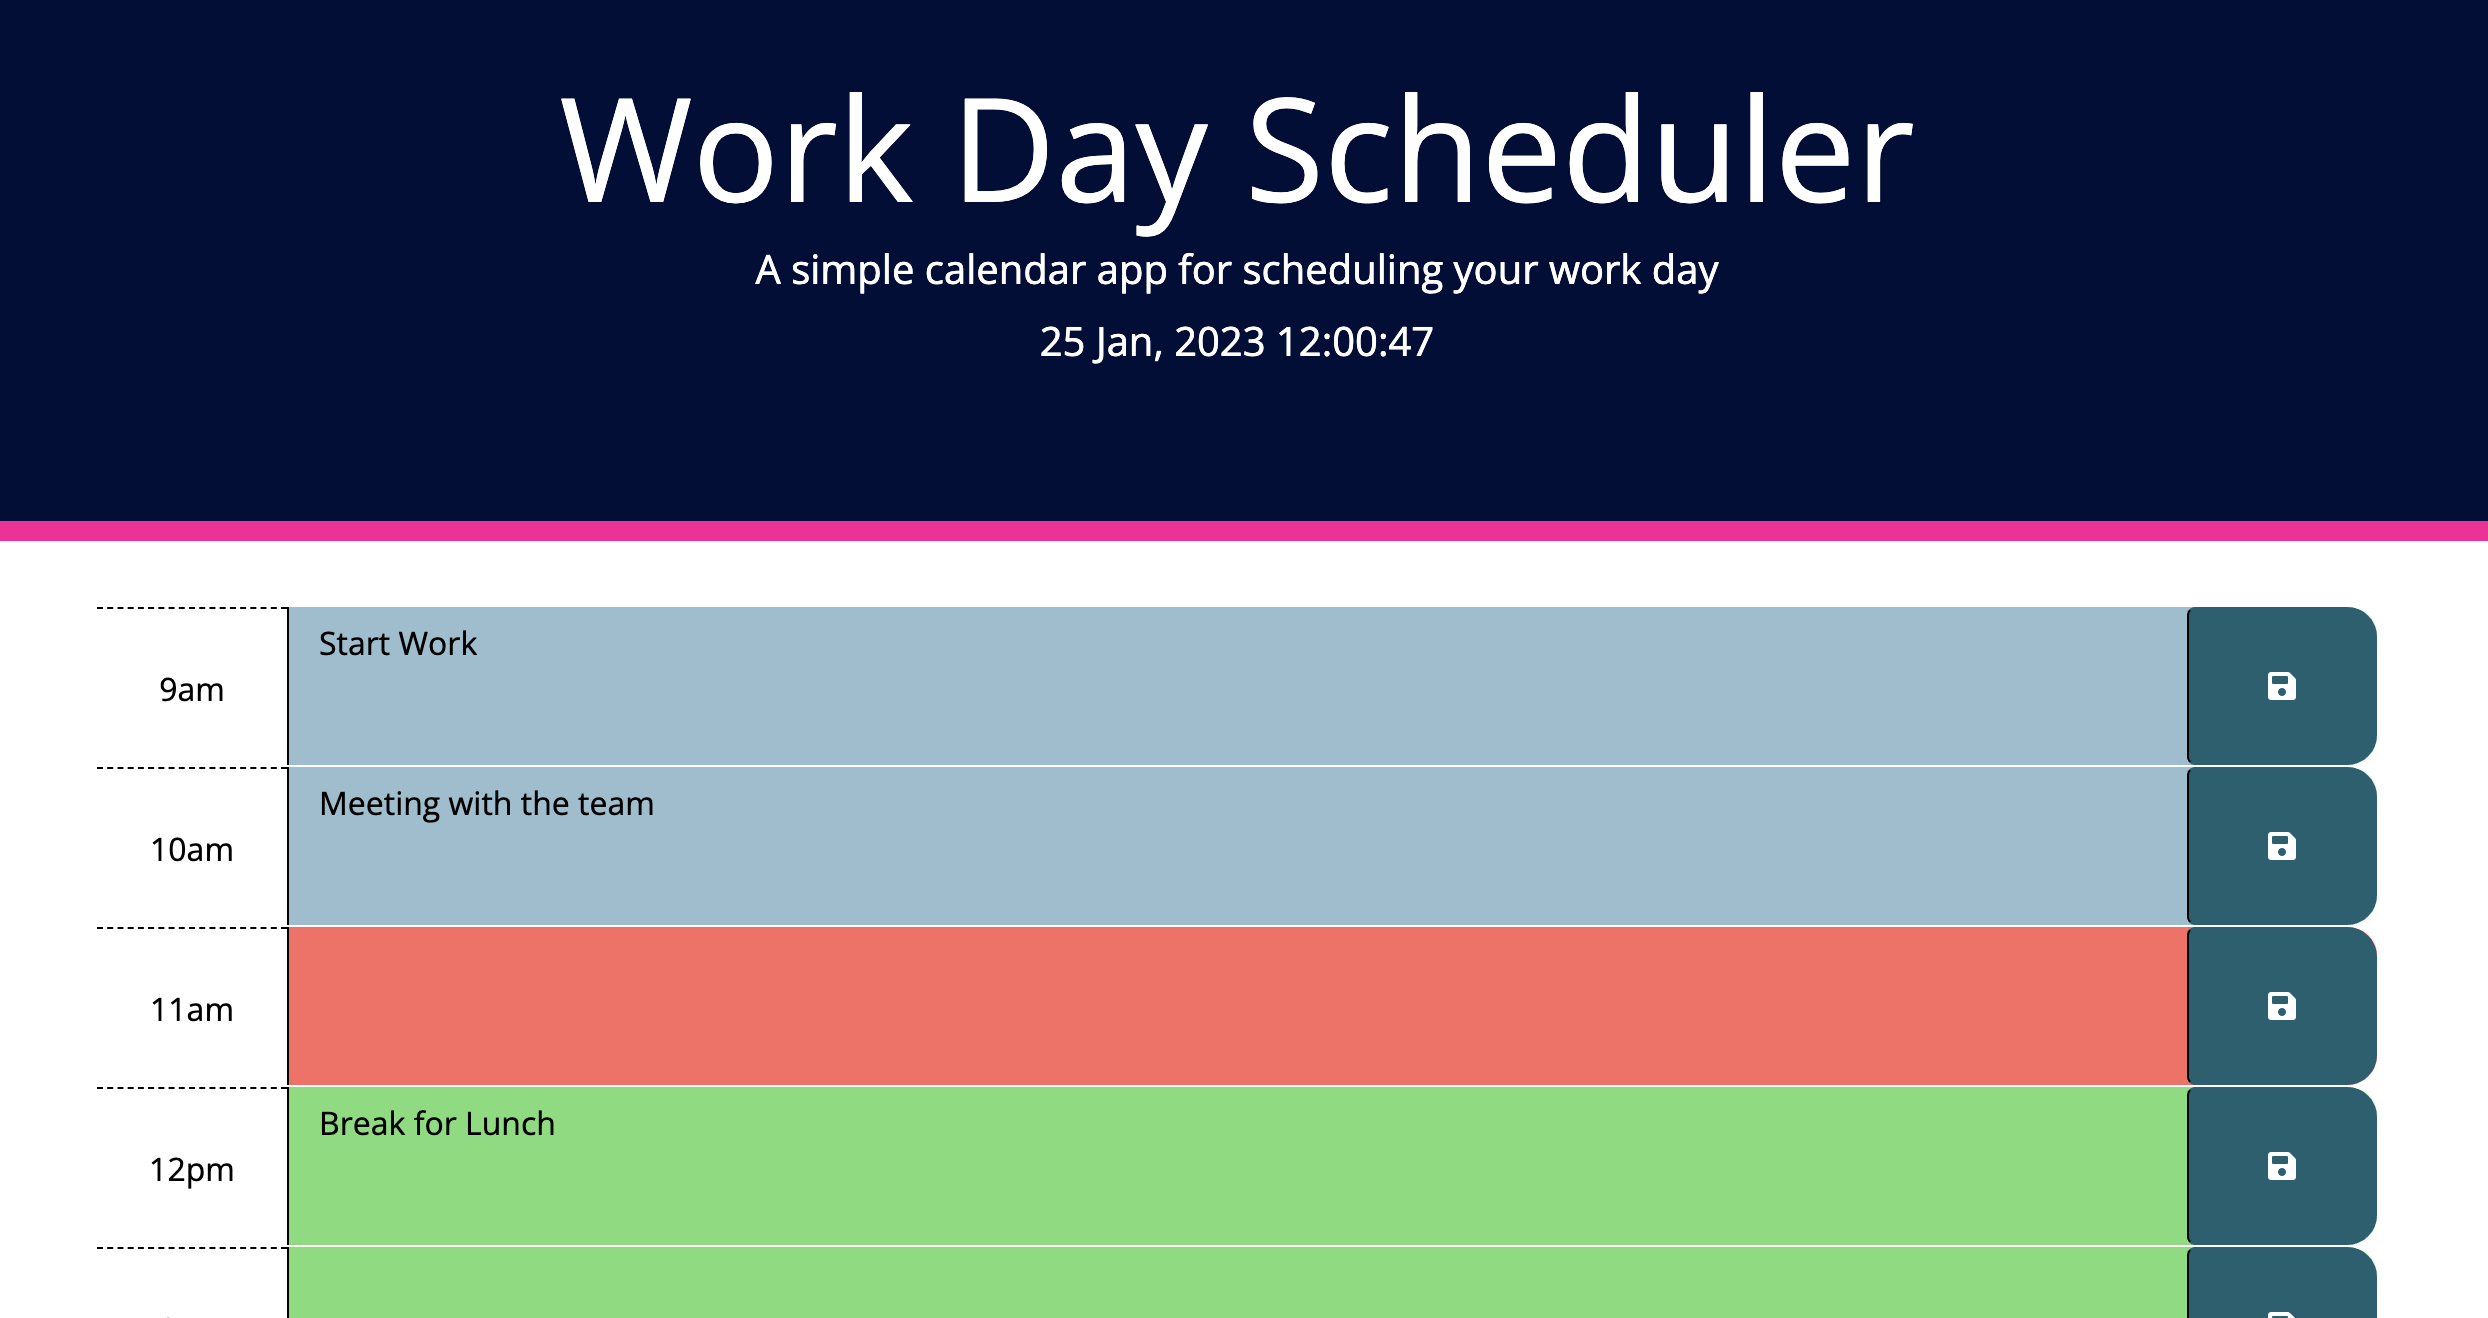 Work Day Scheduler
A simple calendar app for scheduling your work day
25 Jan, 2023 12:00:47
Start Work
9am
Meeting with the team
10am
11am
Break for Lunch
12pm